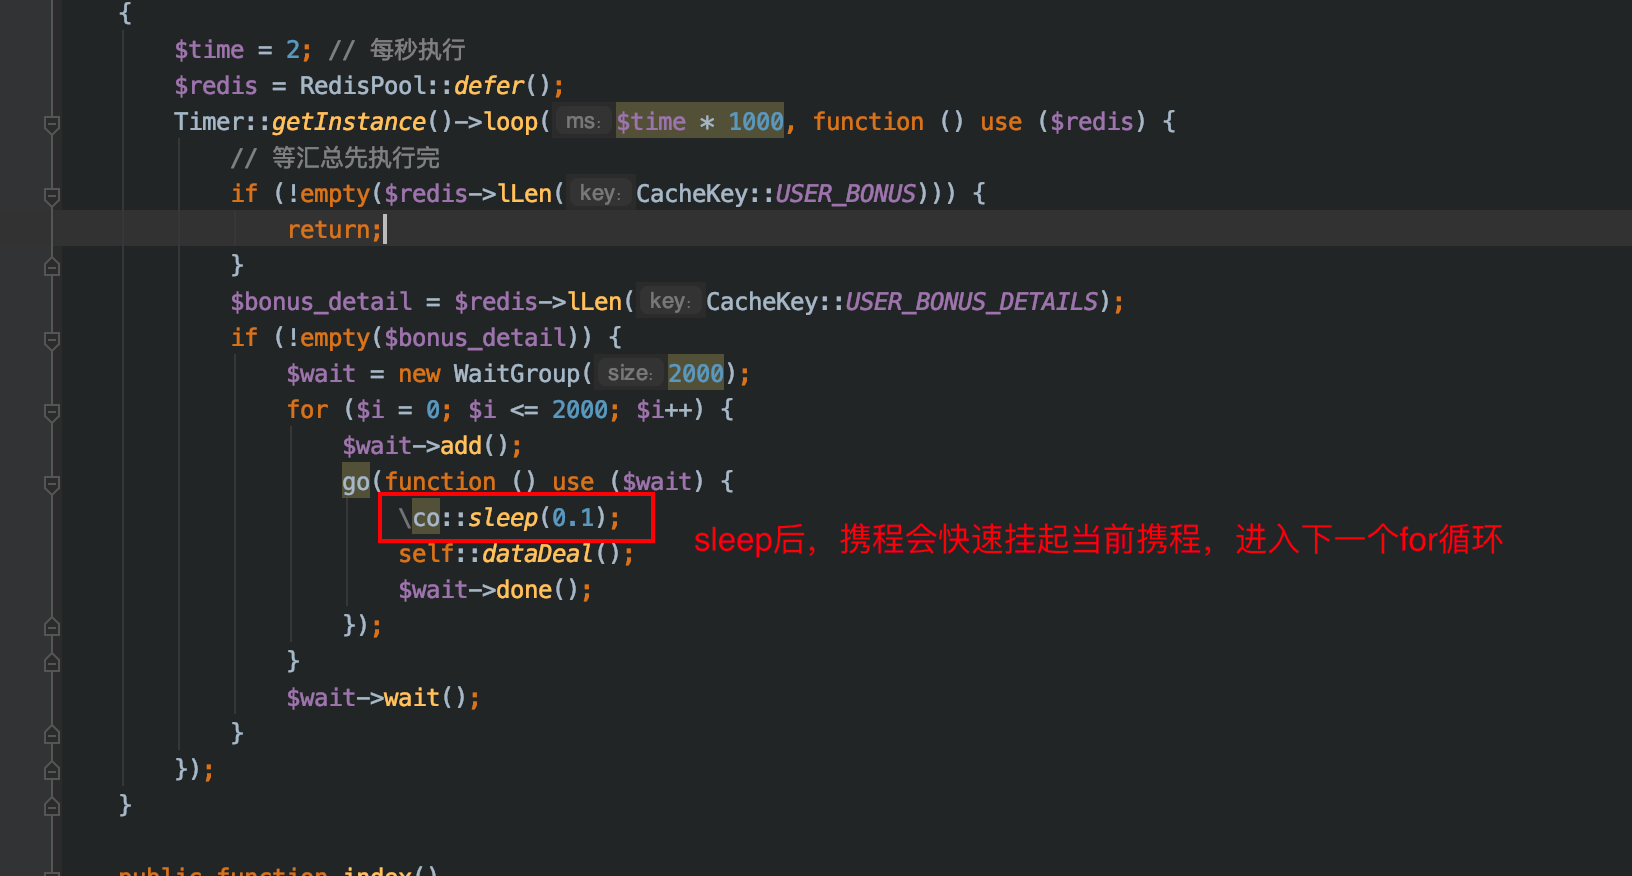 {
$time = 2; // 每秒执行
$redis = RedisPool::defer();
Timer::getInstance()->loop( ms: $time * 1000, function () use ($redis) {
// 等汇总先执行完
if (!empty($redis->lLen( key: CacheKey::USER_BONUS))) {
return;
}
$bonus_detail = $redis->lLen( key: CacheKey::USER_BONUS_DETAILS);
if (!empty($bonus_detail)) {
$wait = new WaitGroup( size: 2000);
for ($i = 0; $i <= 2000; $i++) {
$wait->add();
go(function () use ($wait) {
\co::sleep(0.1);
sleep后，携程会快速挂起当前携程，进入下一个for循环
self::dataDeal();
$wait->done();
});
}
$wait->wait();
}
});
}
public function index()